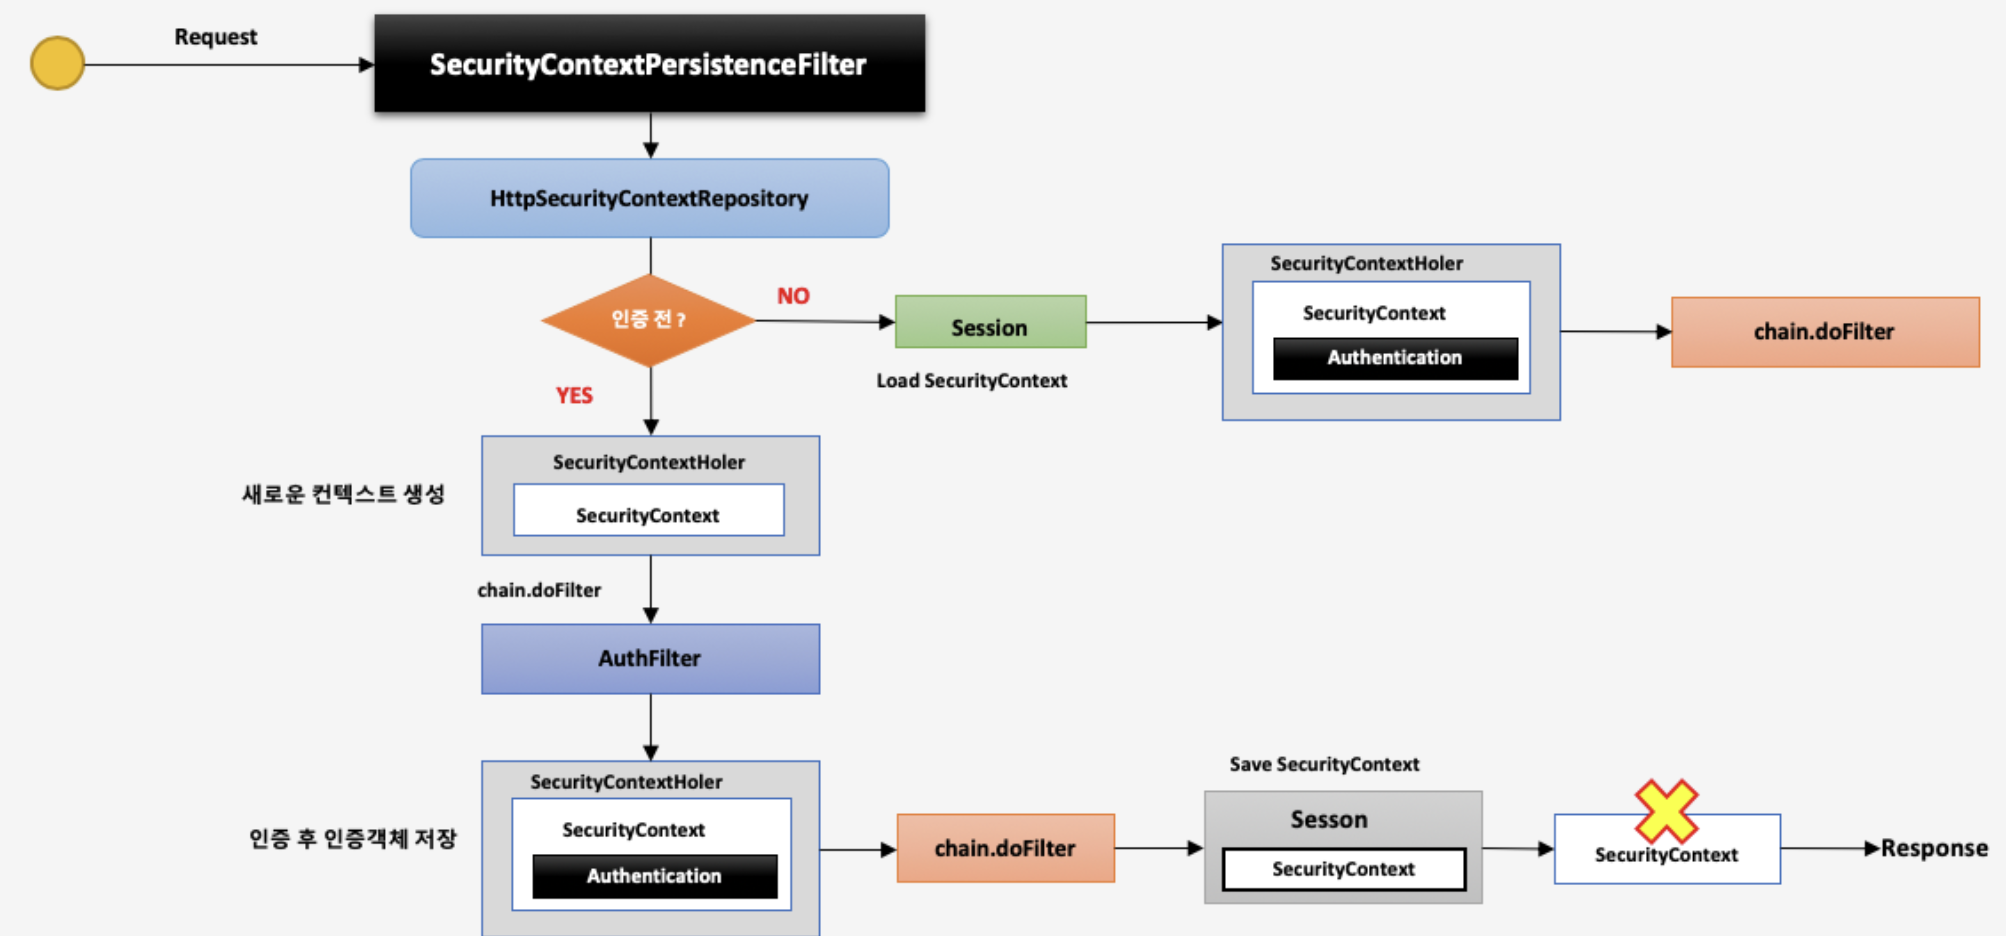 Request
SecurityContextPersistenceFilter
HttpSecurityContextRepository
인증 전 ?
NO
Session
Load SecurityContext
SecurityContextHoler
SecurityContext
Authentication
chain.doFilter
YES
새로운 컨텍스트 생성
SecurityContextHoler
SecurityContext
chain.doFilter
AuthFilter
인증 후 인증객체 저장
SecurityContextHoler
SecurityContext
Authentication
chain.doFilter
Save SecurityContext
Sesson
SecurityContext
SecurityContext
Response